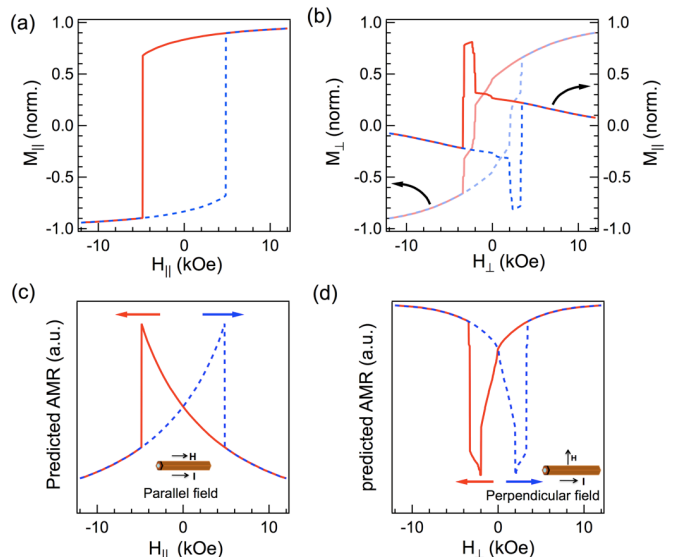 (a)
1.0
0.5
0.0
-0.5
-1.0
M|| (norm.)
-10
0
10
H|| (kOe)
(b)
1.0
0.5
0.0
-0.5
-1.0
M⊥ (norm.)
1.0
0.5
0.0
-0.5
-1.0
M|| (norm.)
-10
0
10
H⊥ (kOe)
(c)
Predicted AMR (a.u.)
H
I
Parallel field
-10
0
10
H|| (kOe)
(d)
predicted AMR (a.u.)
H
I
Perpendicular field
-10
0
10
H⊥ (kOe)